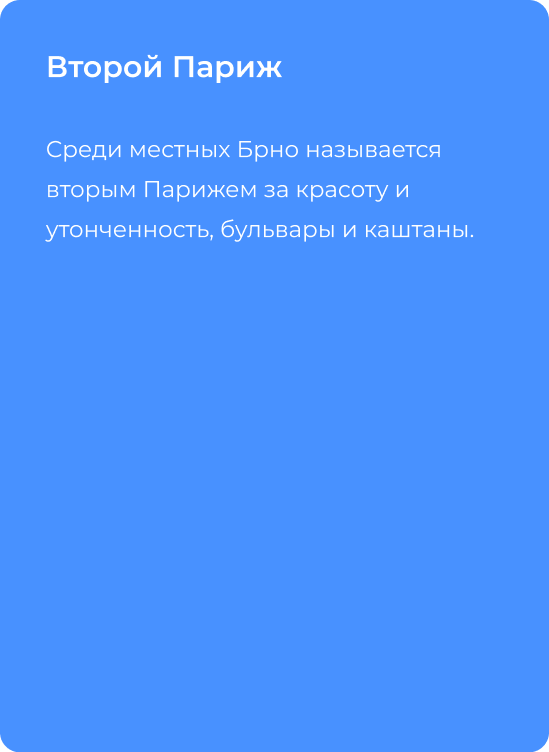 Второй Париж
Среди местных Брно называется
вторым Парижем за красоту и
утонченность, бульвары и каштаны.